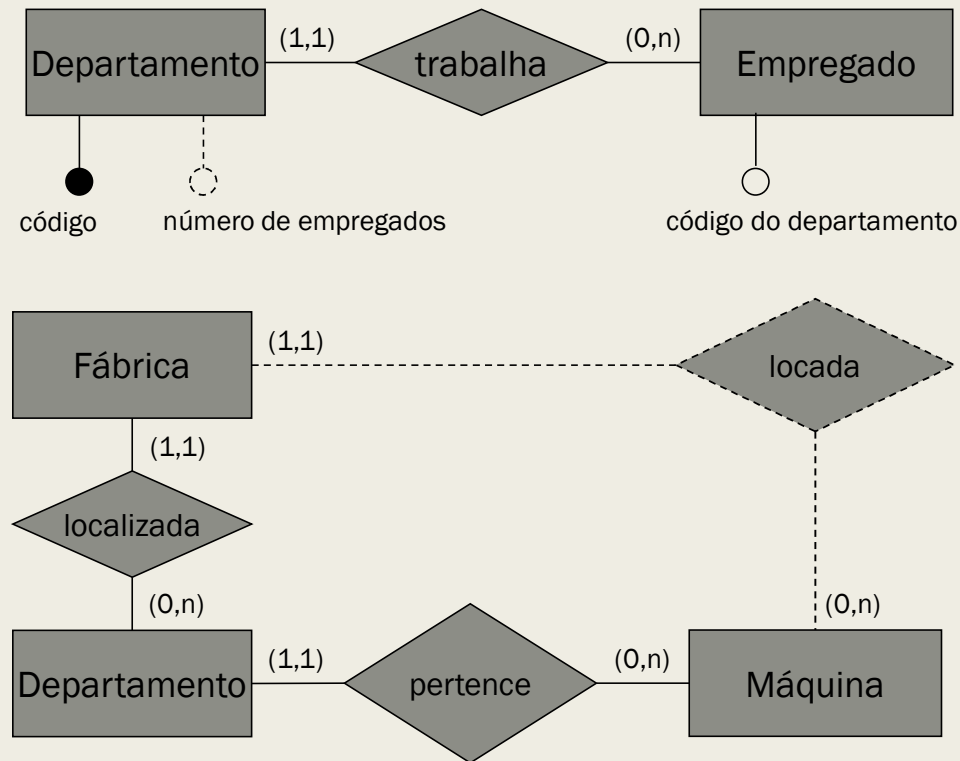 Departamento (1,1) trabalha (0,n) Empregado
código número de empregados código do departamento
Fábrica (1,1) locada
(1,1)
localizada
(0,n) (0,n)
Departamento (1,1) pertence (0,n) Máquina